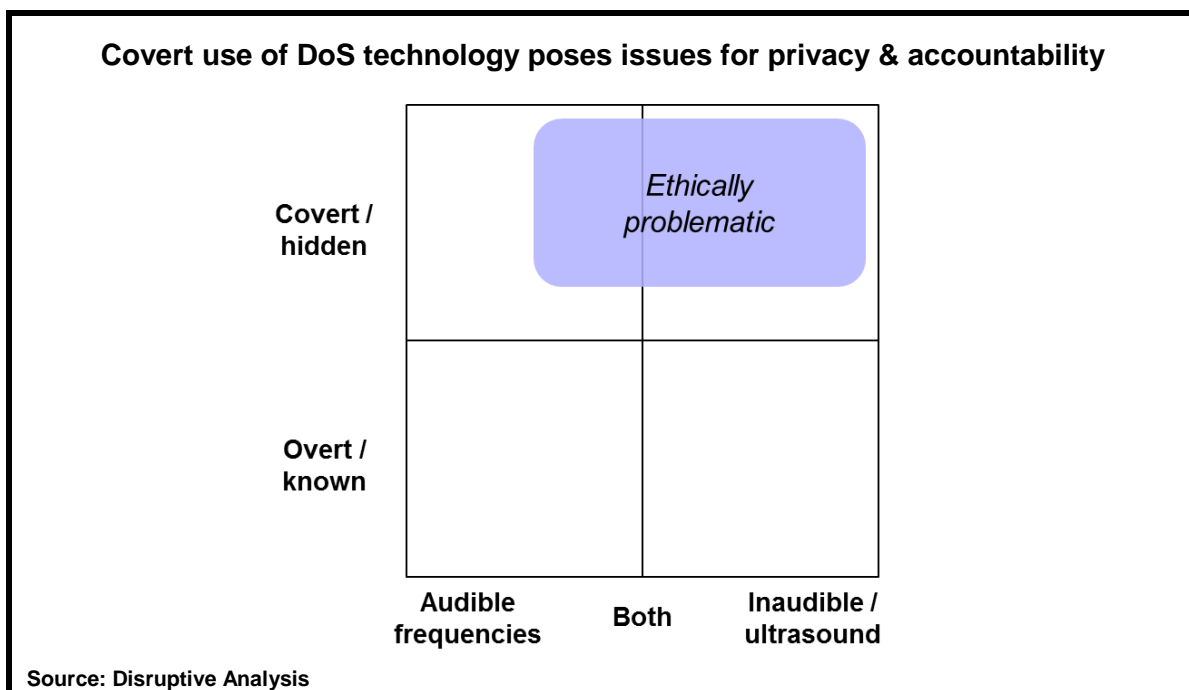 Covert use of DoS technology poses issues for privacy & accountability
Ethically
problematic
Covert /
hidden
Overt /
known
Audible
frequencies
Both
Inaudible /
ultrasound
Source: Disruptive Analysis